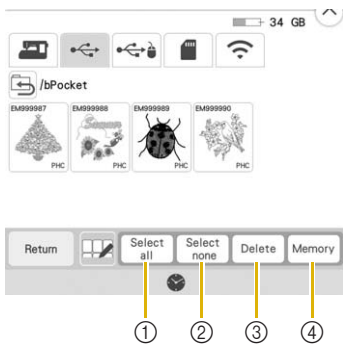 34 GB
/bPocket
EM999987 EM999988 EM999989 EM999990
Season
PHC PHC PHC PHC
Return Select all Select none Delete Memory
① ② ③ ④